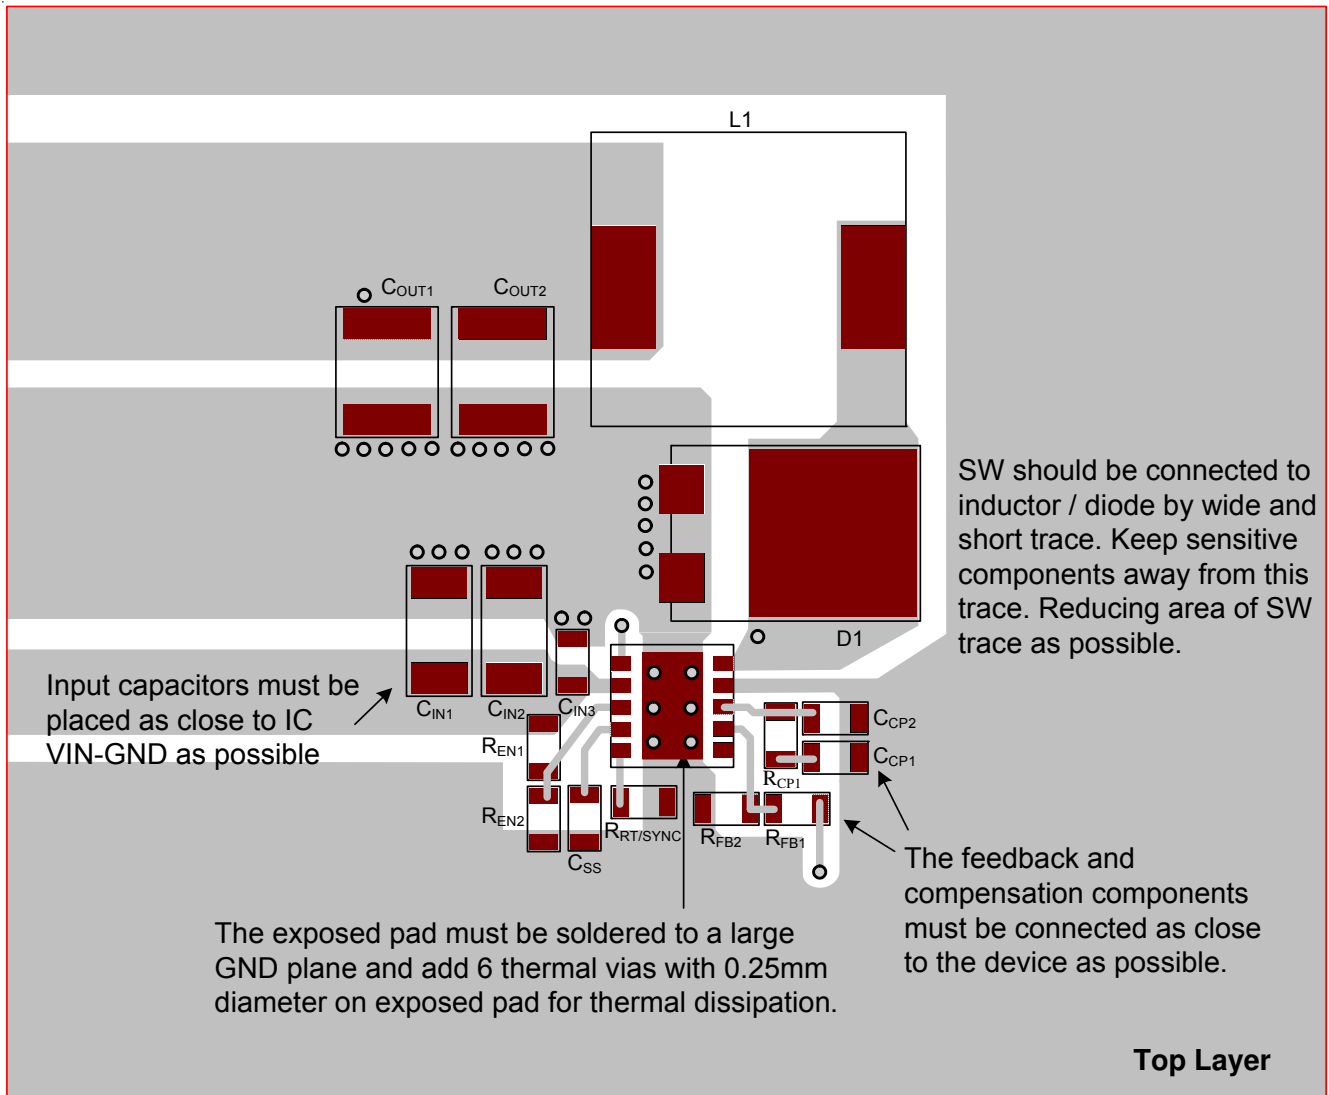 L1
COUT1
COUT2
SW should be connected to
inductor / diode by wide and
short trace. Keep sensitive
components away from this
trace. Reducing area of SW
trace as possible.
D1
Input capacitors must be
placed as close to IC
VIN-GND as possible
CIN1
CIN2
CIN3
REN1
REN2
CSS
RRT/SYNC
RFB2
RFB1
RCP1
CCP2
CCP1
The feedback and
compensation components
must be connected as close
to the device as possible.
The exposed pad must be soldered to a large
GND plane and add 6 thermal vias with 0.25mm
diameter on exposed pad for thermal dissipation.
Top Layer